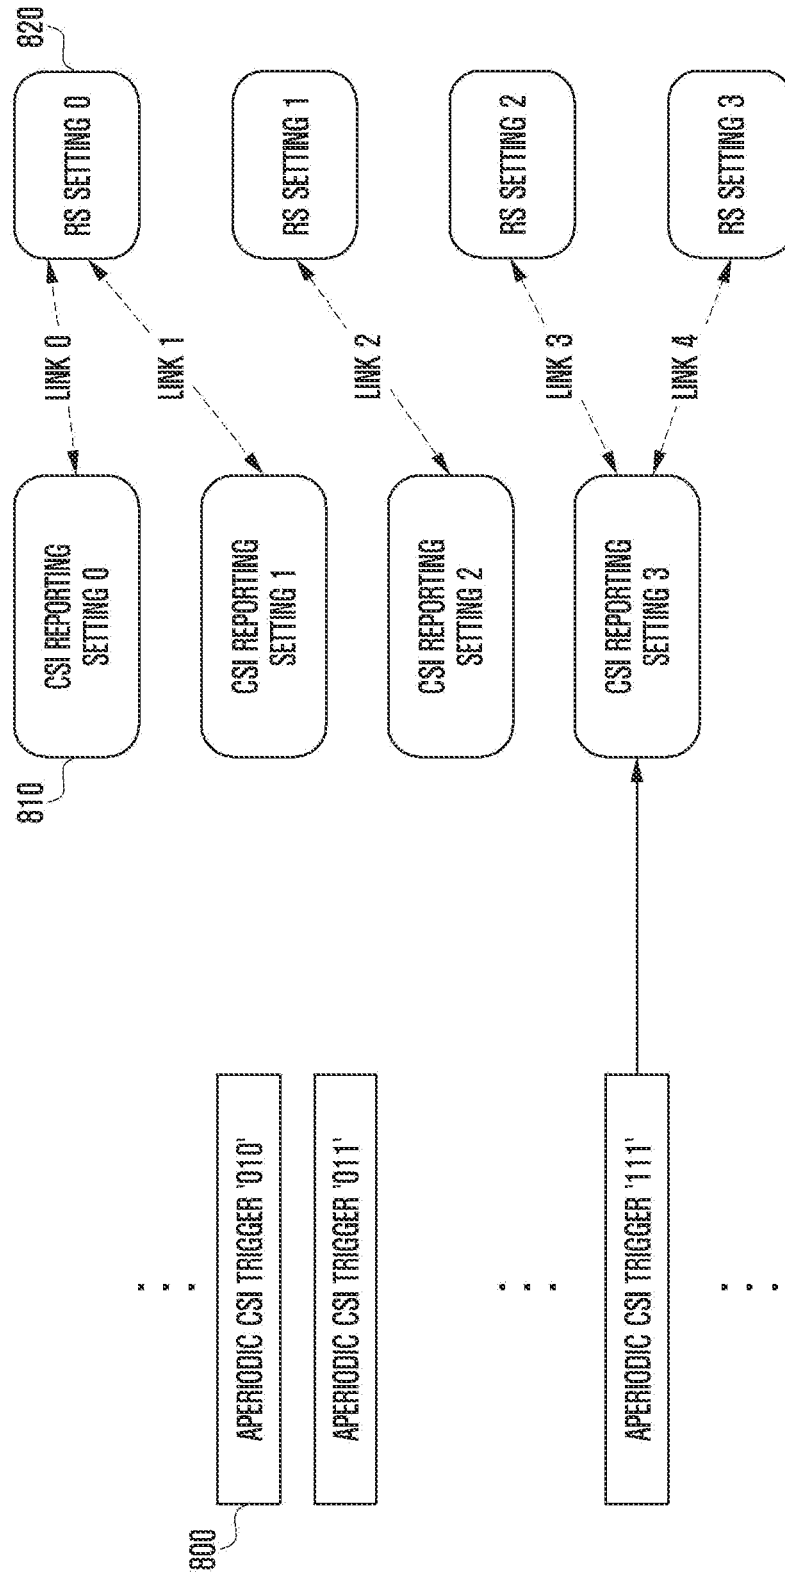 800
APERIODIC CSI TRIGGER '010'
APERIODIC CSI TRIGGER '011'
APERIODIC CSI TRIGGER '111'
810
CSI REPORTING
SETTING 0
CSI REPORTING
SETTING 1
CSI REPORTING
SETTING 2
CSI REPORTING
SETTING 3
LINK 0
LINK 1
LINK 2
LINK 3
LINK 4
820
RS SETTING 0
RS SETTING 1
RS SETTING 2
RS SETTING 3